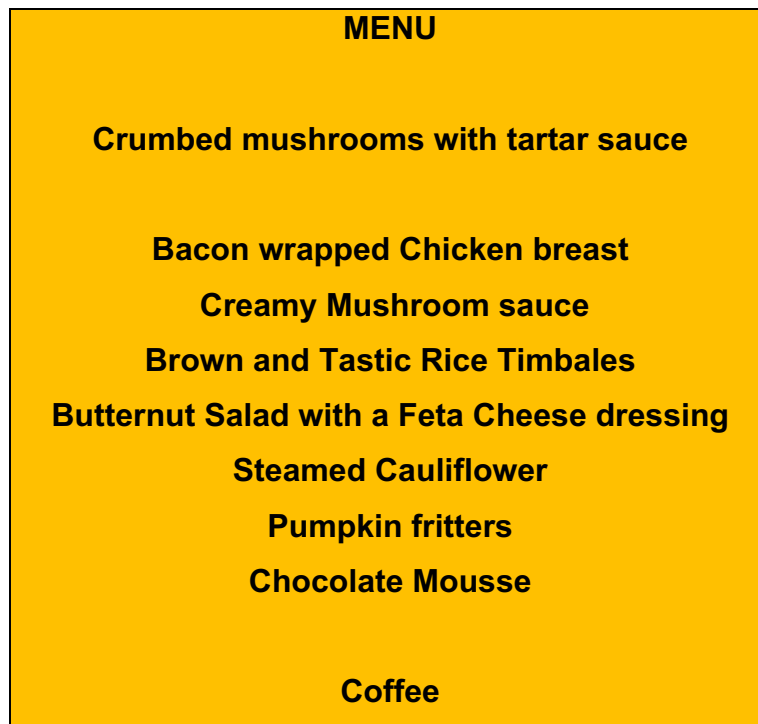 MENU
Crumbed mushrooms with tartar sauce
Bacon wrapped Chicken breast
Creamy Mushroom sauce
Brown and Tastic Rice Timbales
Butternut Salad with a Feta Cheese dressing
Steamed Cauliflower
Pumpkin fritters
Chocolate Mousse
Coffee